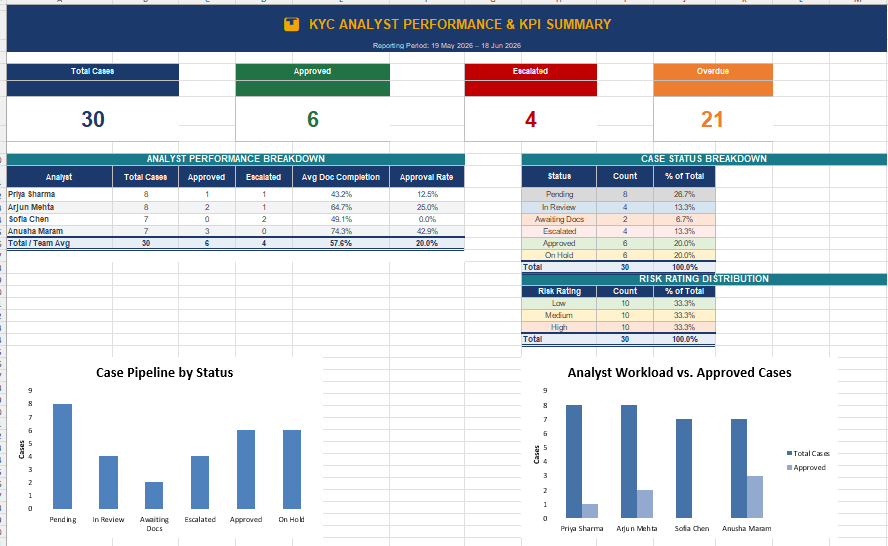 KYC ANALYST PERFORMANCE & KPI SUMMARY
Reporting Period: 19 May 2026 – 18 Jun 2026
Total Cases Approved Escalated Overdue
30 6 4 21
ANALYST PERFORMANCE BREAKDOWN
Analyst Total Cases Approved Escalated Avg Doc Completion Approval Rate
Priya Sharma 8 1 1 43.2% 12.5%
Arjun Mehta 8 2 1 64.7% 25.0%
Sofia Chen 7 0 2 49.1% 0.0%
Anusha Maram 7 3 0 74.3% 42.9%
Total / Team Avg 30 6 4 57.6% 20.0%
CASE STATUS BREAKDOWN
Status Count % of Total
Pending 8 26.7%
In Review 4 13.3%
Awaiting Docs 2 6.7%
Escalated 4 13.3%
Approved 6 20.0%
On Hold 6 20.0%
Total 30 100.0%
RISK RATING DISTRIBUTION
Risk Rating Count % of Total
Low 10 33.3%
Medium 10 33.3%
High 10 33.3%
Total 30 100.0%
Case Pipeline by Status
Cases
9
8
7
6
5
4
3
2
1
0
Pending In Review Awaiting Docs Escalated Approved On Hold
Analyst Workload vs. Approved Cases
Cases
9
8
7
6
5
4
3
2
1
0
Priya Sharma Arjun Mehta Sofia Chen Anusha Maram
Total Cases
Approved